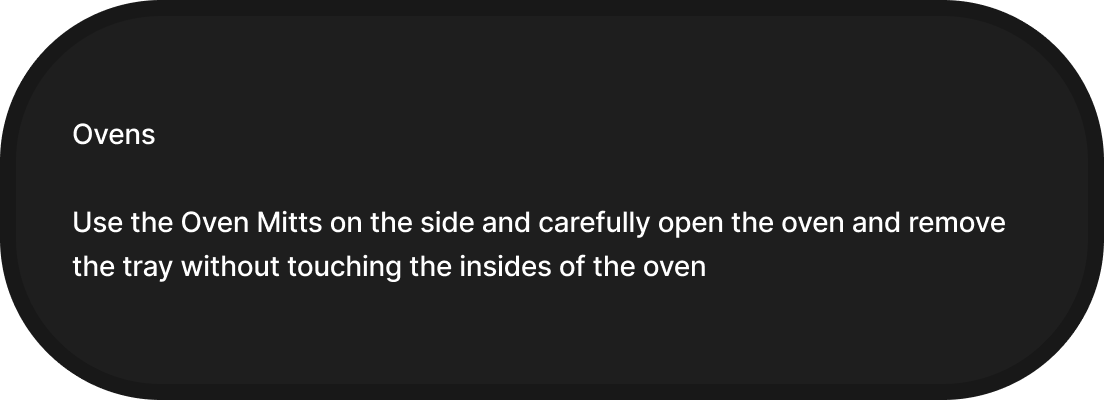 Ovens
Use the Oven Mitts on the side and carefully open the oven and remove
the tray without touching the insides of the oven